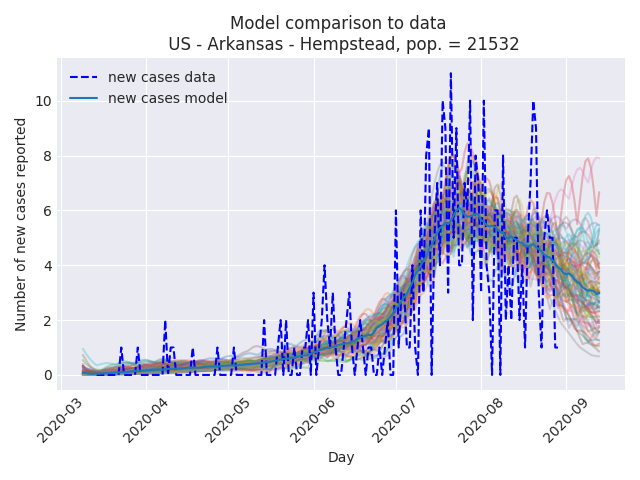 Model comparison to data
US - Arkansas - Hempstead, pop. = 21532
new cases data
new cases model
Number of new cases reported
10
8
6
4
2
0
2020-03
2020-04
2020-05
2020-06
2020-07
2020-08
2020-09
Day